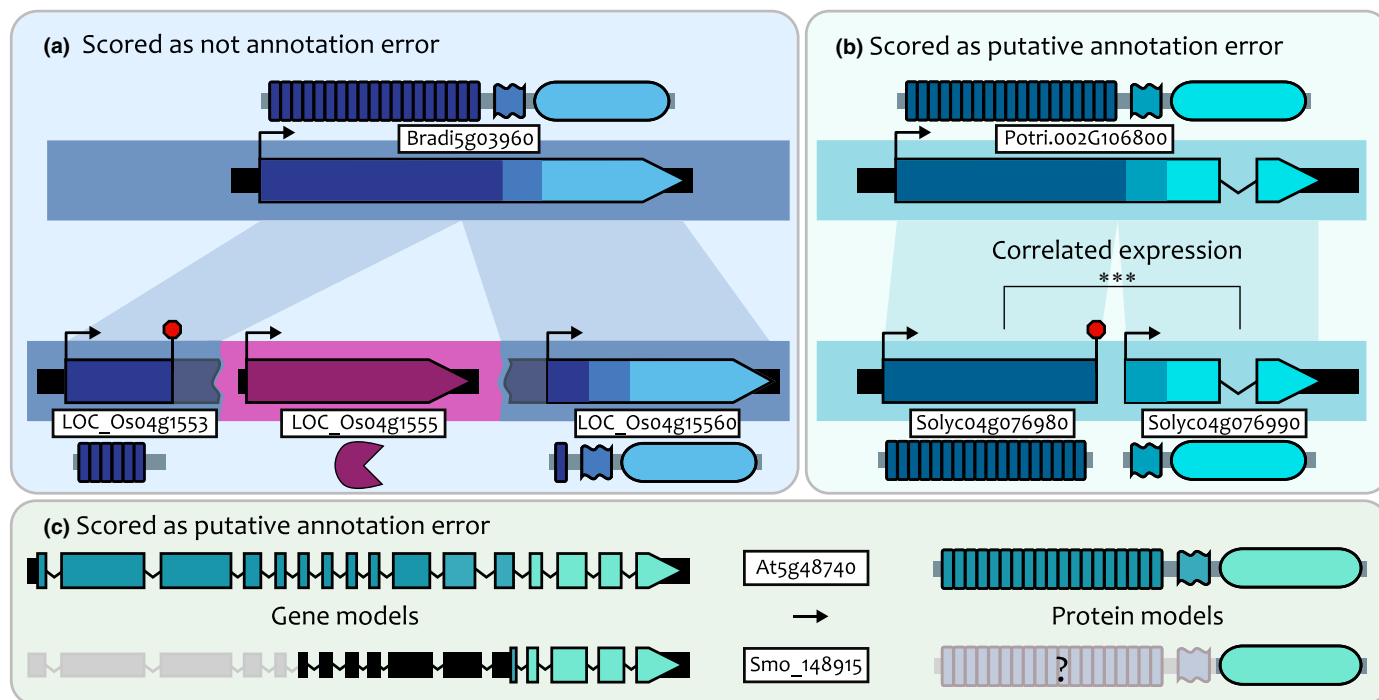 (a) Scored as not annotation error
Bradi5g03960
LOC_Os04g1553
LOC_Os04g1555
LOC_Os04g15560
(b) Scored as putative annotation error
Potri.002G106800
Correlated expression
***
Solyc04g076980
Solyc04g076990
(c) Scored as putative annotation error
At5g48740
Gene models
Protein models
Smo_148915
?